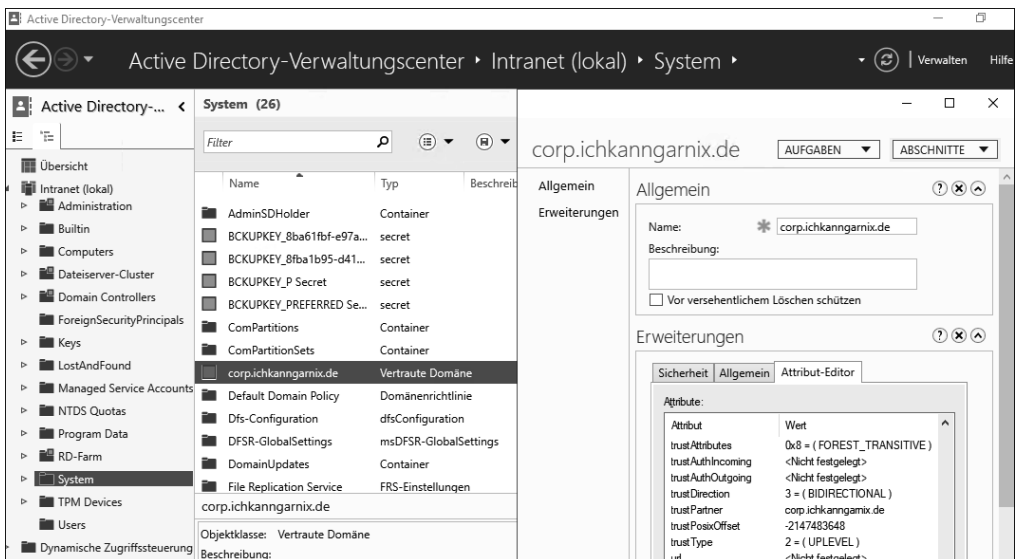 Active Directory-Verwaltungscenter
Active Directory-Verwaltungscenter • Intranet (lokal) • System •
Verwalten Hilfe
Active Directory-...
Übersicht
Intranet (lokal)
Administration
Builtin
Computers
Dateiserver-Cluster
Domain Controllers
ForeignSecurityPrincipals
Keys
LostAndFound
Managed Service Accounts
NTDS Quotas
Program Data
RD-Farm
System
TPM Devices
Users
Dynamische Zugriffssteuerung
System (26)
Filter
Name Typ Beschreib
AdminSDHolder Container
BCKUPKEY_8ba61fbf-e97a... secret
BCKUPKEY_8fba1b95-d41... secret
BCKUPKEY_P Secret secret
BCKUPKEY_PREFERRED Se... secret
ComPartitions Container
ComPartitionSets Container
corp.ichkanngarnix.de Vertraute Domäne
Default Domain Policy Domänenrichtlinie
Dfs-Configuration dfsConfiguration
DFSR-GlobalSettings msDFSR-GlobalSettings
DomainUpdates Container
File Replication Service FRS-Einstellungen
corp.ichkanngarnix.de
Objektklasse: Vertraute Domäne
Beschreibung:
corp.ichkanngarnix.de
AUFGABEN ABSCHNITTE
Allgemein
Erweiterungen
Allgemein
Name: corp.ichkanngarnix.de
Beschreibung:
Vor versehentlichem Löschen schützen
Erweiterungen
Sicherheit Allgemein Attribut-Editor
Attribute:
Attribut Wert
trustAttributes 0x8 = ( FOREST_TRANSITIVE )
trustAuthIncoming <Nicht festgelegt>
trustAuthOutgoing <Nicht festgelegt>
trustDirection 3 = ( BIDIRECTIONAL )
trustPartner corp.ichkanngarnix.de
trustPosixOffset -2147483648
trustType 2 = ( UPLEVEL )
url <Nicht festgelegt>